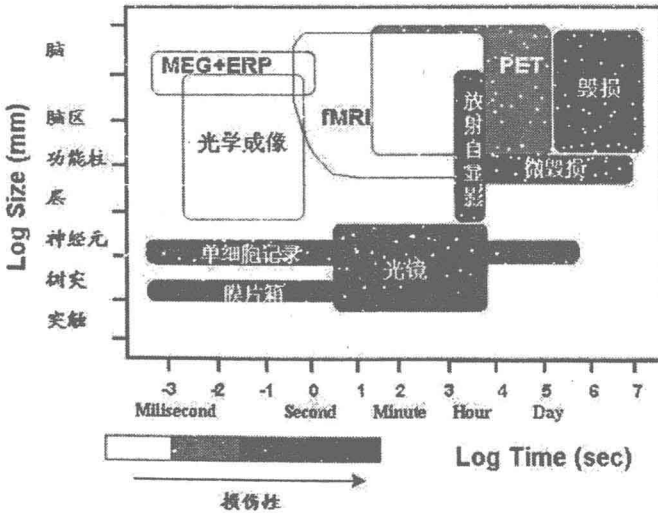 Log Size (mm)
脑
脑区
功能柱
层
神经元
树突
突触
MEG+ERP
光学成像
fMRI
PET
放射自显影
毁损
微毁损
单细胞记录
光镜
膜片箱
-3 -2 -1 0 1 2 3 4 5 6 7
Milisecond Second Minute Hour Day
Log Time (sec)
损伤性